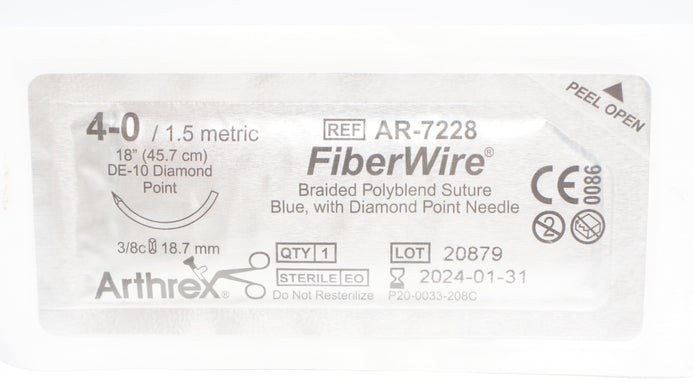 4-0 / 1.5 metric
18" (45.7 cm)
DE-10 Diamond
Point
3/8c 18.7 mm
Arthrex®
REF AR-7228
FiberWire®
Braided Polyblend Suture
Blue, with Diamond Point Needle
QTY 1
STERILE EO
Do Not Resterilize
LOT 20879
2024-01-31
P20-0033-208C
PEEL OPEN
CE 0086
2